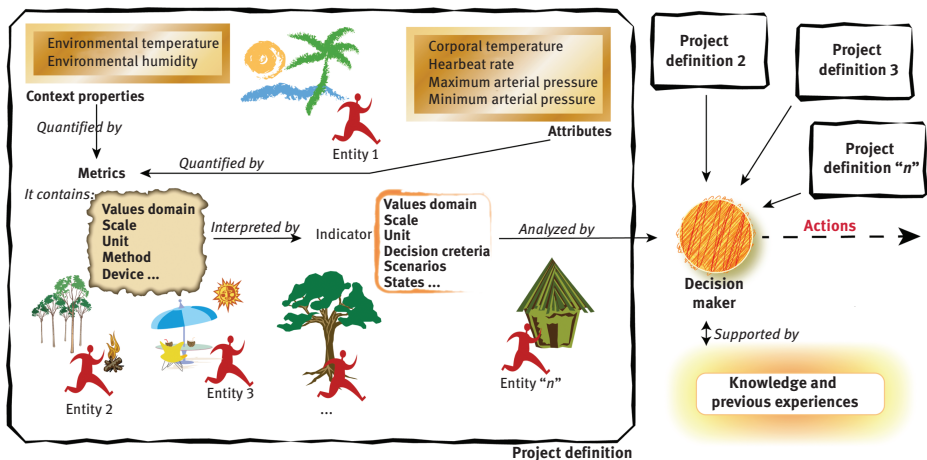 Environmental temperature
Environmental humidity
Context properties
Quantified by
Corporal temperature
Hearbeat rate
Maximum arterial pressure
Minimum arterial pressure
Attributes
Entity 1
Quantified by
Metrics
It contains:
Values domain
Scale
Unit
Method
Device ...
Interpreted by
Indicator
Values domain
Scale
Unit
Decision creteria
Scenarios
States ...
Analyzed by
Entity 2
Entity 3
...
Entity “n”
Project definition
Project
definition 2
Project
definition 3
Project
definition “n”
Actions
Decision
maker
Supported by
Knowledge and
previous experiences